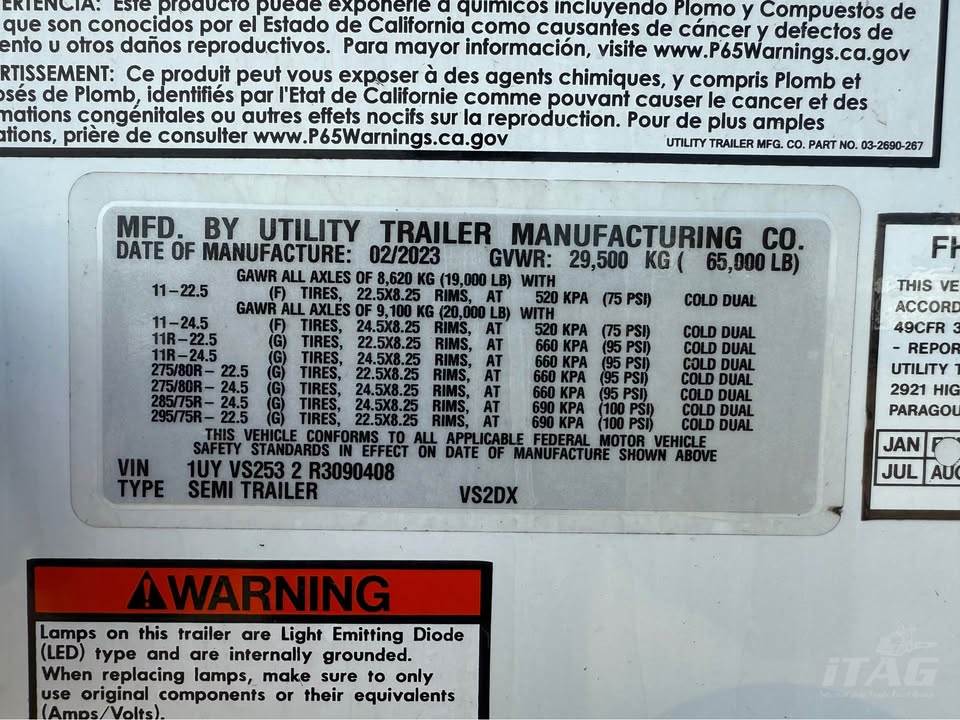 ERTENCIA: Este producto puede exponerle a químicos incluyendo Plomo y Compuestos de
que son conocidos por el Estado de California como causantes de cáncer y defectos de
ento u otros daños reproductivos. Para mayor información, visite www.P65Warnings.ca.gov
RTISSEMENT: Ce produit peut vous exposer à des agents chimiques, y compris Plomb et
osés de Plomb, identifiés par l'Etat de Californie comme pouvant causer le cancer et des
mations congénitales ou autres effets nocifs sur la reproduction. Pour de plus amples
ations, prière de consulter www.P65Warnings.ca.gov
UTILITY TRAILER MFG. CO. PART NO. 03-2690-267
MFD. BY UTILITY TRAILER MANUFACTURING CO.
DATE OF MANUFACTURE: 02/2023 GVWR: 29,500 KG ( 65,000 LB)
GAWR ALL AXLES OF 8,620 KG (19,000 LB) WITH
11-22.5 (F) TIRES, 22.5X8.25 RIMS, AT 520 KPA (75 PSI) COLD DUAL
GAWR ALL AXLES OF 9,100 KG (20,000 LB) WITH
11-24.5 (F) TIRES, 24.5X8.25 RIMS, AT 520 KPA (75 PSI) COLD DUAL
11R-22.5 (G) TIRES, 22.5X8.25 RIMS, AT 660 KPA (95 PSI) COLD DUAL
11R-24.5 (G) TIRES, 24.5X8.25 RIMS, AT 660 KPA (95 PSI) COLD DUAL
275/80R- 22.5 (G) TIRES, 22.5X8.25 RIMS, AT 660 KPA (95 PSI) COLD DUAL
275/80R- 24.5 (G) TIRES, 24.5X8.25 RIMS, AT 660 KPA (95 PSI) COLD DUAL
285/75R- 24.5 (G) TIRES, 24.5X8.25 RIMS, AT 690 KPA (100 PSI) COLD DUAL
295/75R- 22.5 (G) TIRES, 22.5X8.25 RIMS, AT 690 KPA (100 PSI) COLD DUAL
THIS VEHICLE CONFORMS TO ALL APPLICABLE FEDERAL MOTOR VEHICLE
SAFETY STANDARDS IN EFFECT ON DATE OF MANUFACTURE SHOWN ABOVE
VIN 1UY VS253 2 R3090408
TYPE SEMI TRAILER VS2DX
FH
THIS VE
ACCORD
49CFR 3
- REPOR
UTILITY T
2921 HIG
PARAGOU
JAN
JUL AUG
WARNING
Lamps on this trailer are Light Emitting Diode
(LED) type and are internally grounded.
When replacing lamps, make sure to only
use original components or their equivalents
(Amps/Volts).
iTAG